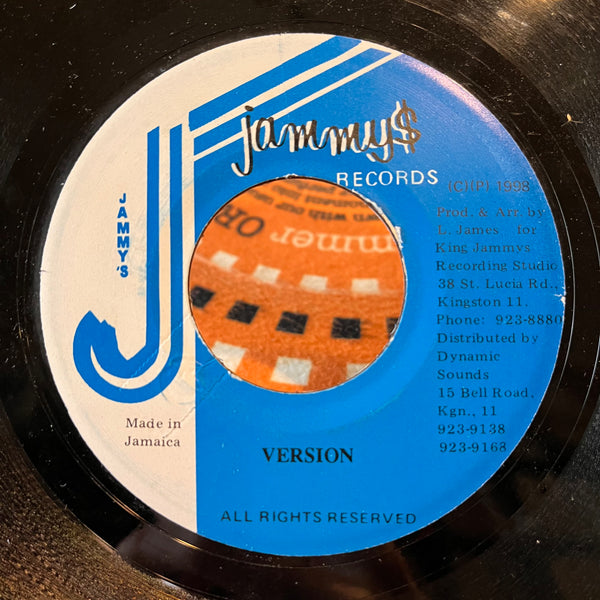 jammy$
RECORDS
JAMMY'S
(C)(P) 1998
Prod. & Arr. by
L. James for
King Jammys
Recording Studio
38 St. Lucia Rd.,
Kingston 11.
Phone: 923-8880
Distributed by
Dynamic
Sounds
15 Bell Road,
Kgn., 11
923-9138
923-9168
Made in
Jamaica
VERSION
ALL RIGHTS RESERVED